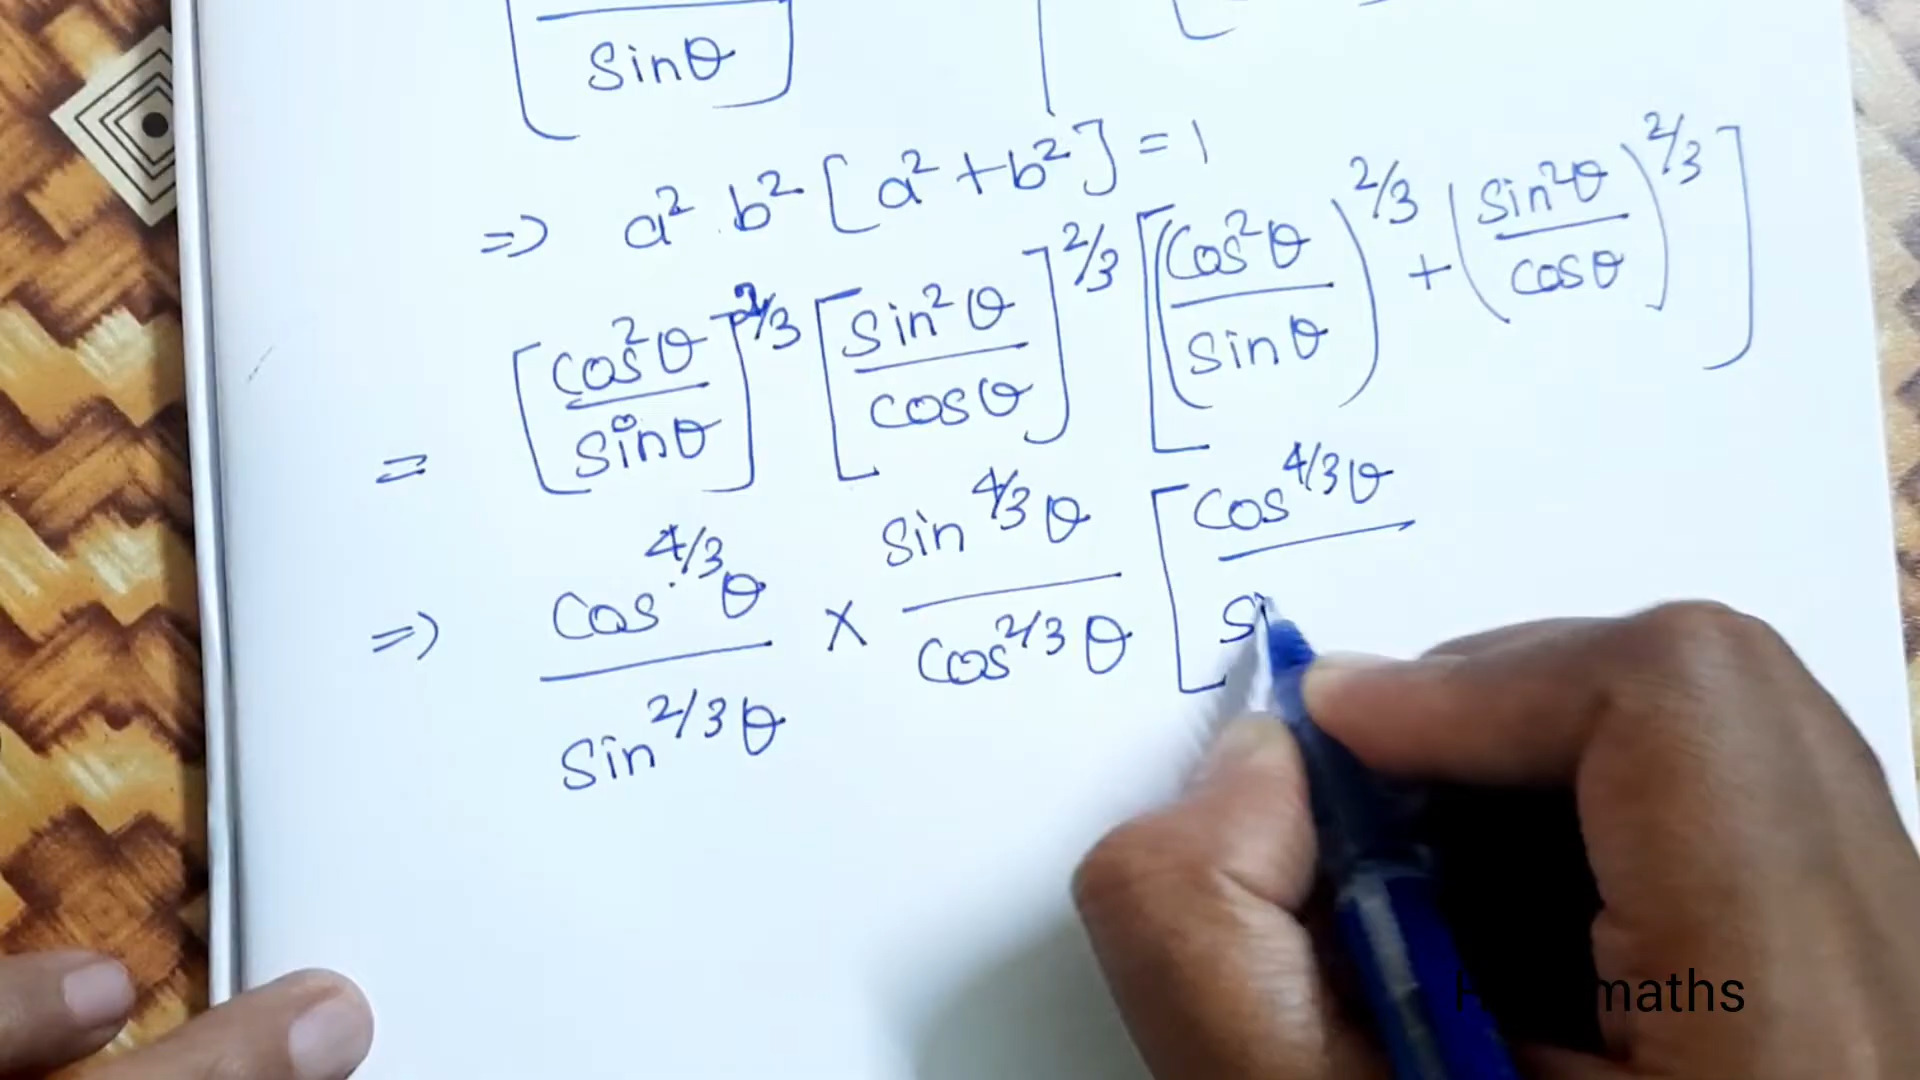 Sinθ
=> a² . b² [a² + b²] = 1
= [cos²θ / sinθ]^2/3 [sin²θ / cosθ]^2/3 [(cos²θ / sinθ)^2/3 + (sin²θ / cosθ)^2/3]
=> cos^4/3 θ / sin^2/3 θ × sin^4/3 θ / cos^2/3 θ [cos^4/3 θ /
maths